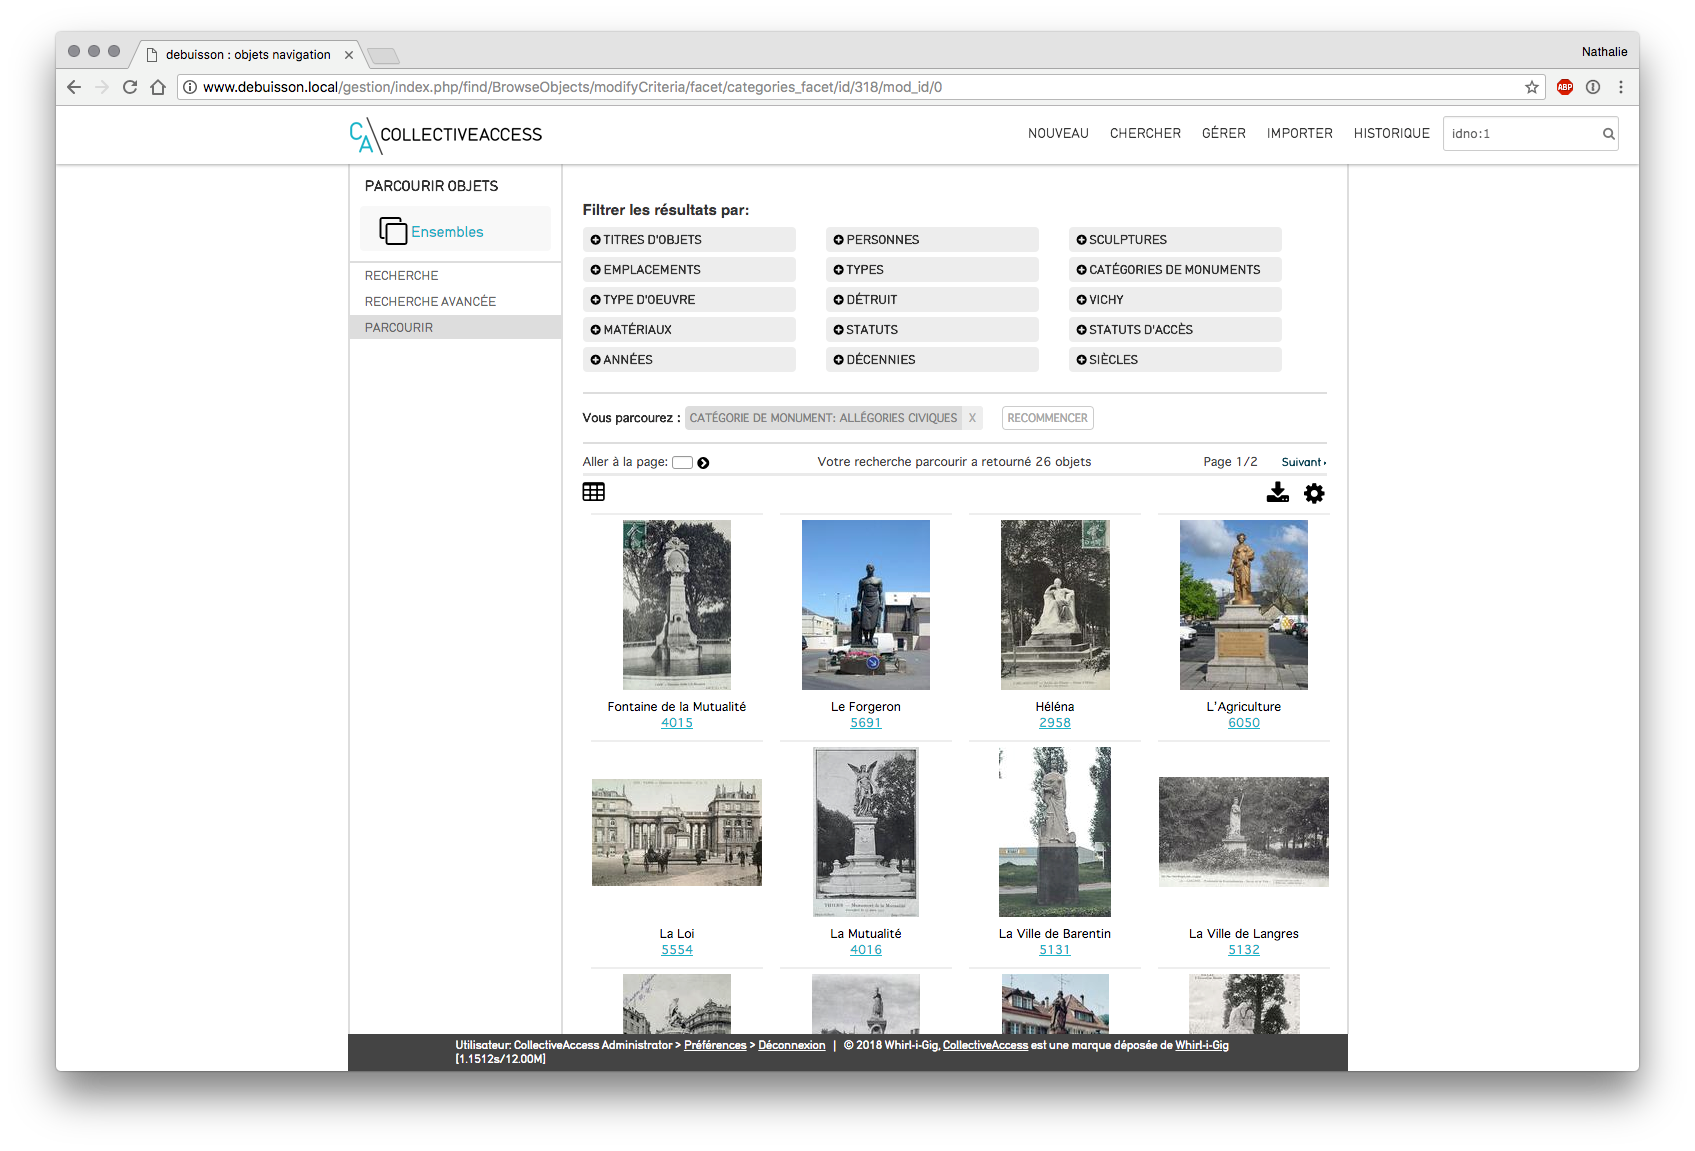 debuisson : objets navigation
Nathalie
www.debuisson.local/gestion/index.php/find/BrowseObjects/modifyCriteria/facet/categories_facet/id/318/mod_id/0
ABP
CA COLLECTIVEACCESS
NOUVEAU CHERCHER GÉRER IMPORTER HISTORIQUE idno:1
PARCOURIR OBJETS
Ensembles
RECHERCHE
RECHERCHE AVANCÉE
PARCOURIR
Filtrer les résultats par:
TITRES D'OBJETS PERSONNES SCULPTURES
EMPLACEMENTS TYPES CATÉGORIES DE MONUMENTS
TYPE D'OEUVRE DÉTRUIT VICHY
MATÉRIAUX STATUTS STATUTS D'ACCÈS
ANNÉES DÉCENNIES SIÈCLES
Vous parcourez : CATÉGORIE DE MONUMENT: ALLÉGORIES CIVIQUES X RECOMMENCER
Aller à la page: Votre recherche parcourir a retourné 26 objets Page 1/2 Suivant ›
Fontaine de la Mutualité Le Forgeron Héléna L'Agriculture
4015 5691 2958 6050
La Loi La Mutualité La Ville de Barentin La Ville de Langres
5554 4016 5131 5132
Utilisateur: CollectiveAccess Administrator > Préférences > Déconnexion | © 2018 Whirl-i-Gig, CollectiveAccess est une marque déposée de Whirl-i-Gig
[1.1512s/12.00M]